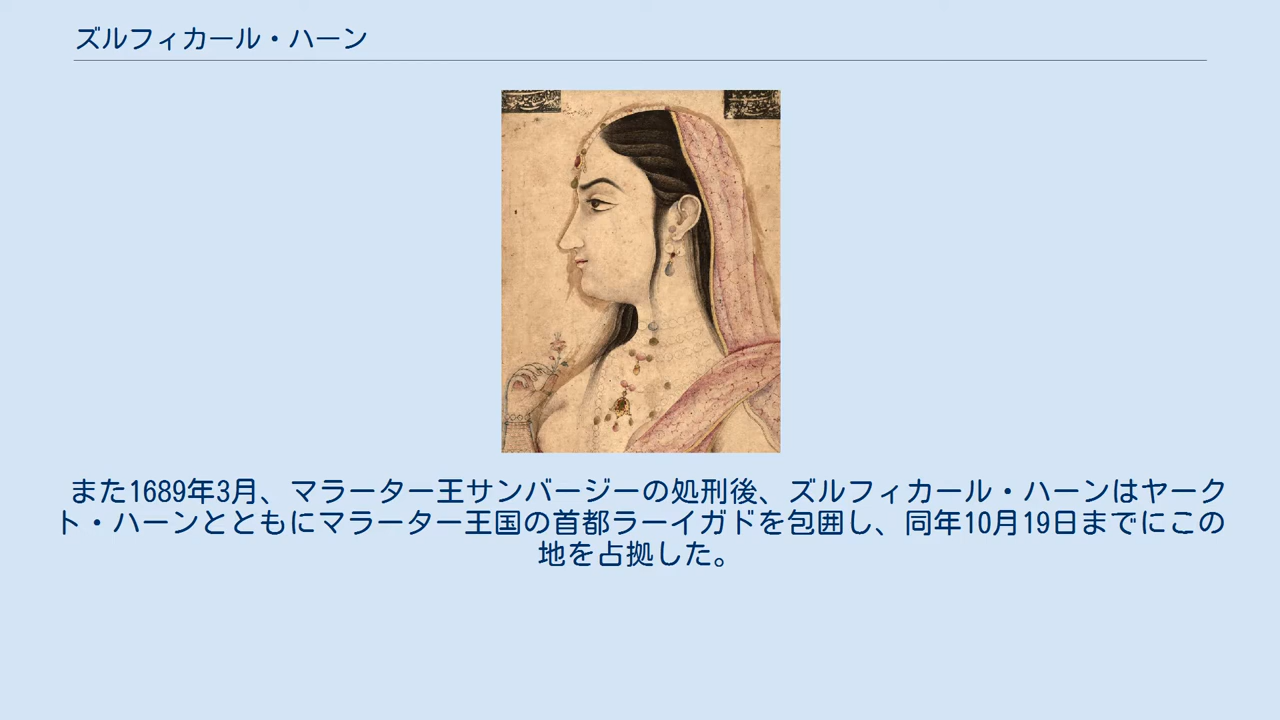 ズルフィカール・ハーン
また1689年3月、マラーター王サンバージーの処刑後、ズルフィカール・ハーンはヤーク
ト・ハーンとともにマラーター王国の首都ラーイガドを包囲し、同年10月19日までにこの
地を占拠した。